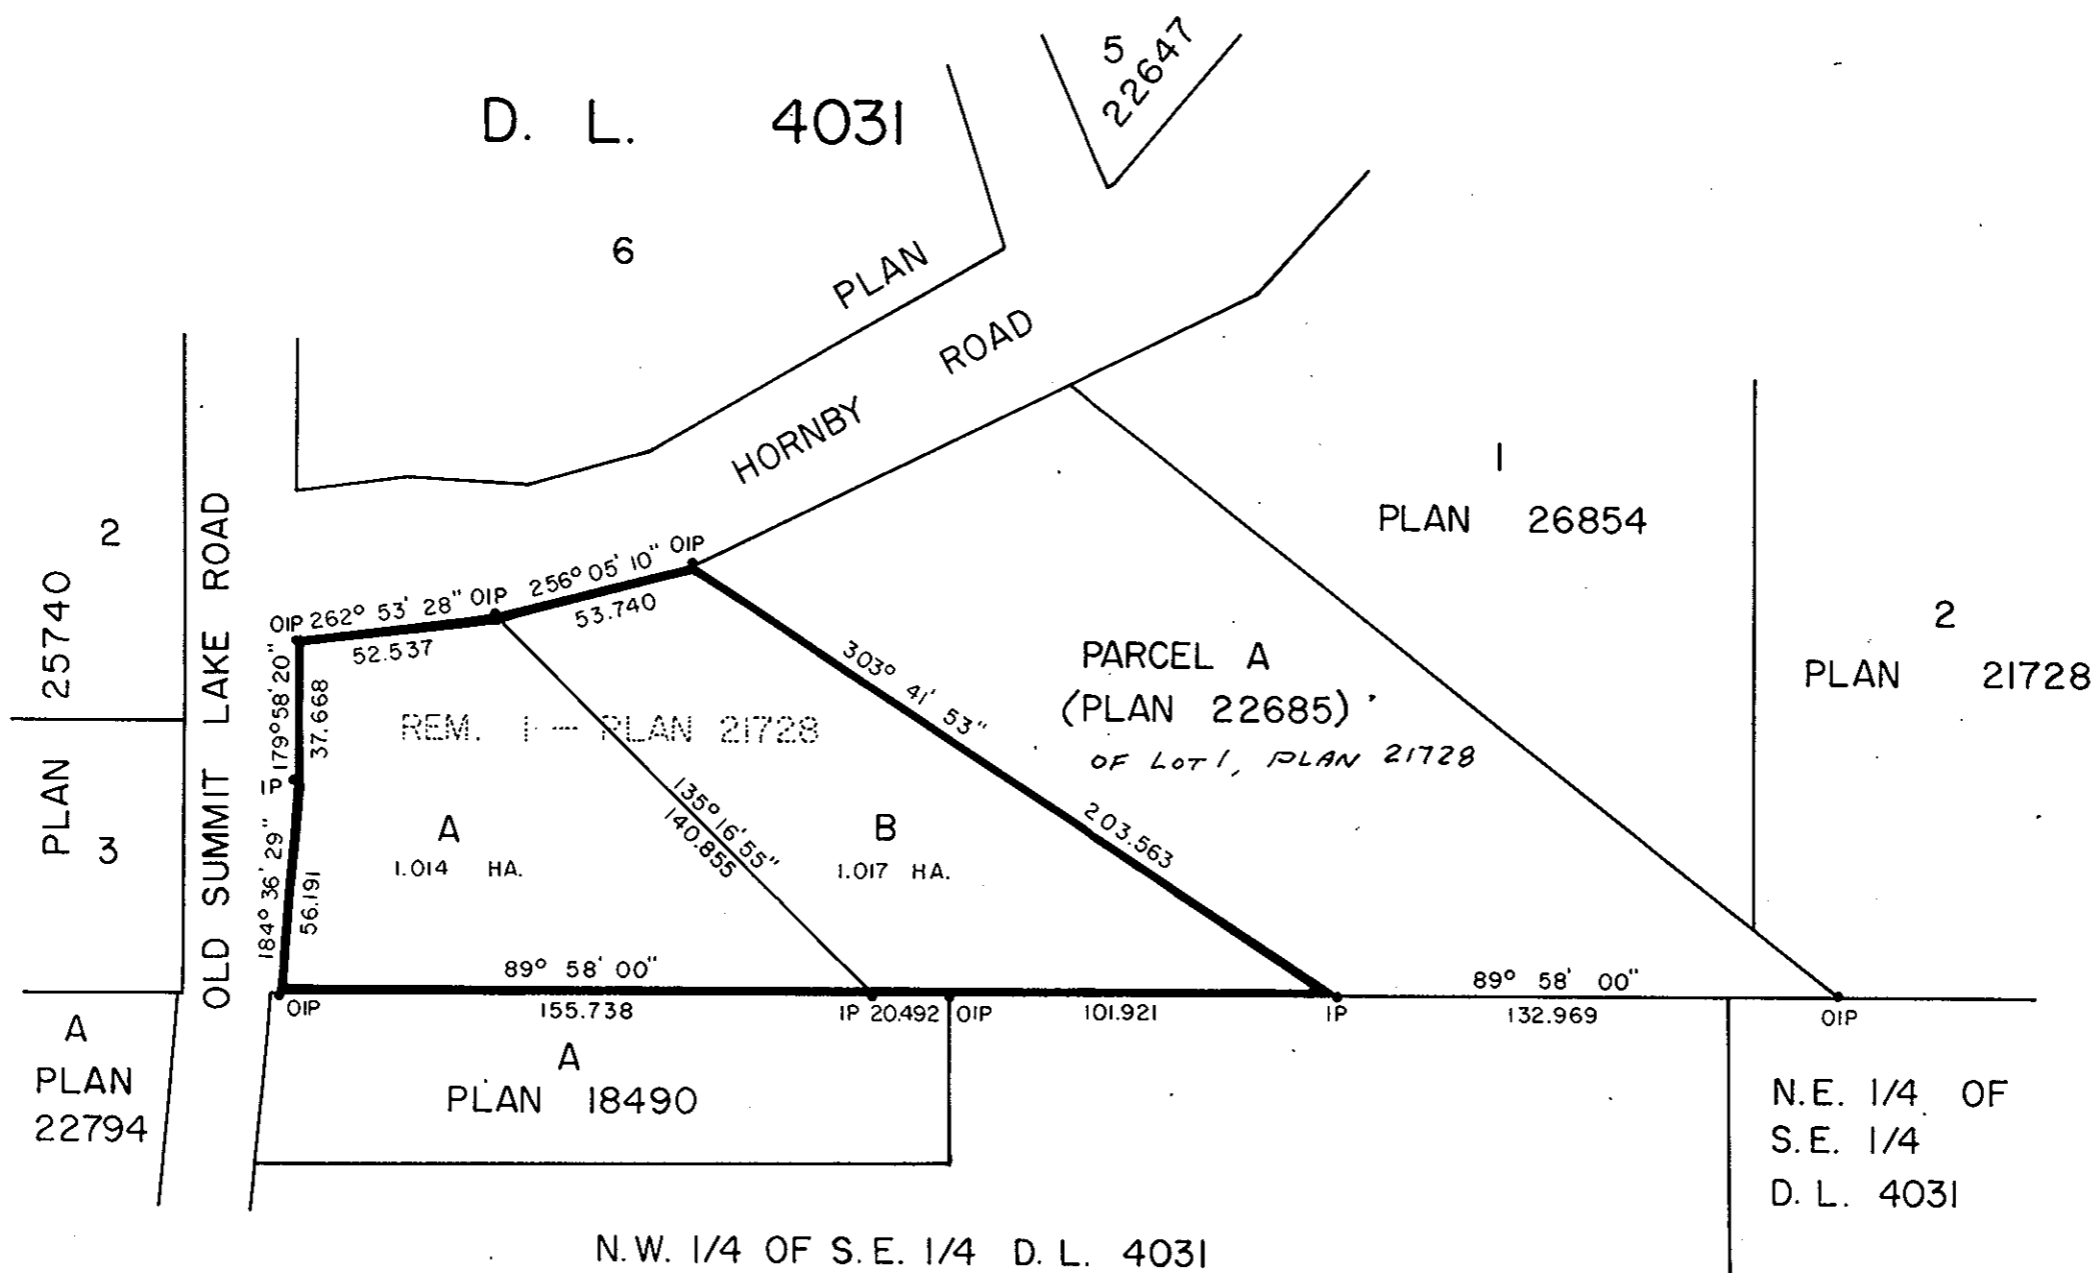 5
22647
D. L. 4031
6
PLAN
HORNBY ROAD
1
PLAN 26854
2
PLAN 21728
2
PLAN 25740
3
OLD SUMMIT LAKE ROAD
OIP
262° 53' 28"
52.537
OIP
256° 05' 10"
53.740
OIP
179° 58' 20"
37.668
IP
184° 36' 29"
56.191
REM. 1 — PLAN 21728
303° 41' 53"
203.563
PARCEL A
(PLAN 22685)
OF LOT 1, PLAN 21728
135° 16' 55"
140.855
A
1.014 HA.
B
1.017 HA.
89° 58' 00"
89° 58' 00"
OIP
155.738
IP
20.492
OIP
101.921
IP
132.969
OIP
A
PLAN
22794
A
PLAN 18490
N.E. 1/4 OF
S.E. 1/4
D. L. 4031
N.W. 1/4 OF S.E. 1/4 D. L. 4031